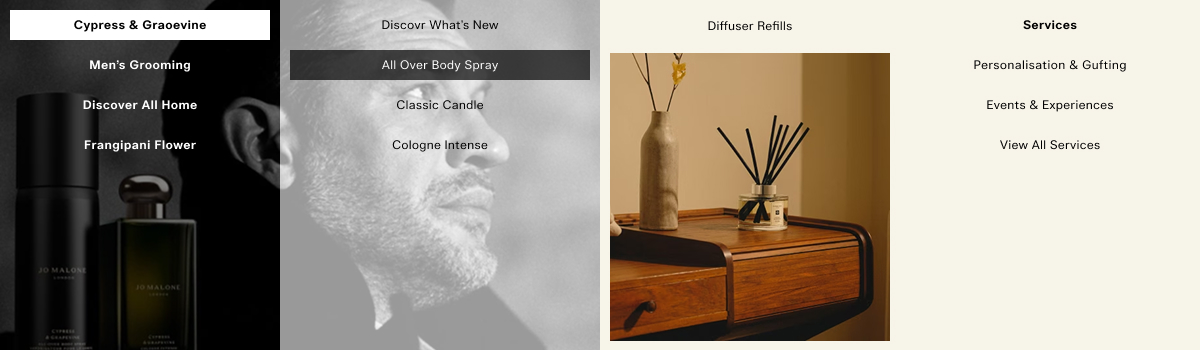 Cypress & Graoevine
Men's Grooming
Discover All Home
Frangipani Flower
JO MALONE
LONDON
JO MALONE
LONDON
CYPRESS
& GRAPEVINE
CYPRESS
& GRAPEVINE
Discovr What's New
All Over Body Spray
Classic Candle
Cologne Intense
Diffuser Refills
Services
Personalisation & Gufting
Events & Experiences
View All Services